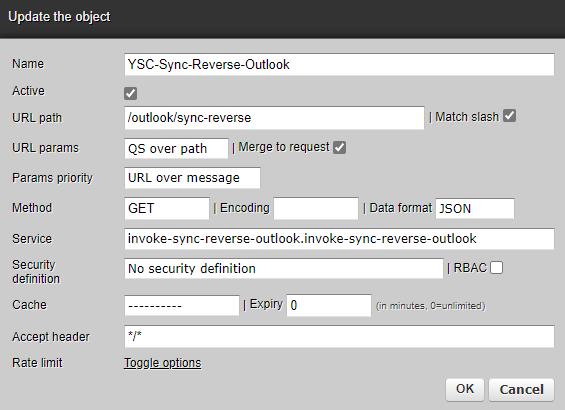 Update the object
Name YSC-Sync-Reverse-Outlook
Active
URL path /outlook/sync-reverse | Match slash
URL params QS over path | Merge to request
Params priority URL over message
Method GET | Encoding | Data format JSON
Service invoke-sync-reverse-outlook.invoke-sync-reverse-outlook
Security definition No security definition | RBAC
Cache ---------- | Expiry 0 (in minutes, 0=unlimited)
Accept header */*
Rate limit Toggle options
OK Cancel